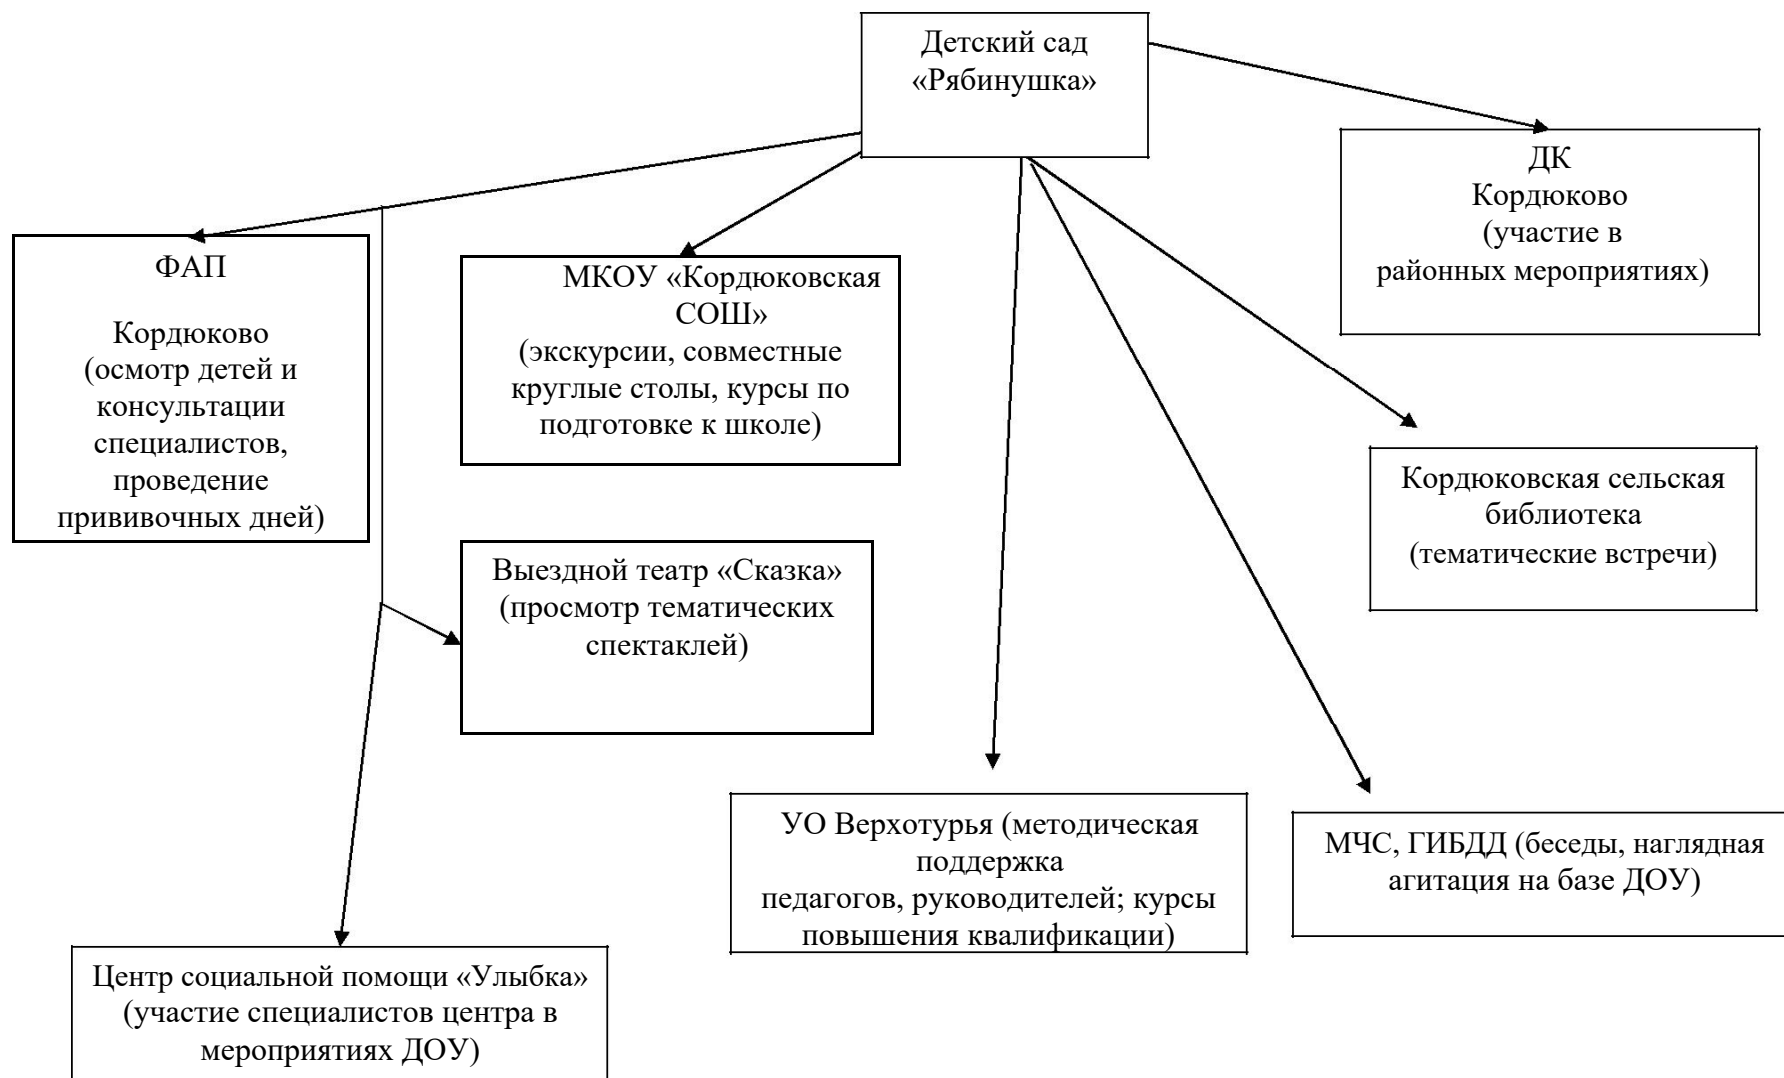 Детский сад
«Рябинушка»
ДК
Кордюково
(участие в
районных мероприятиях)
ФАП
Кордюково
(осмотр детей и
консультации
специалистов,
проведение
прививочных дней)
МКОУ «Кордюковская
СОШ»
(экскурсии, совместные
круглые столы, курсы по
подготовке к школе)
Кордюковская сельская
библиотека
(тематические встречи)
Выездной театр «Сказка»
(просмотр тематических
спектаклей)
УО Верхотурья (методическая
поддержка
педагогов, руководителей; курсы
повышения квалификации)
МЧС, ГИБДД (беседы, наглядная
агитация на базе ДОУ)
Центр социальной помощи «Улыбка»
(участие специалистов центра в
мероприятиях ДОУ)